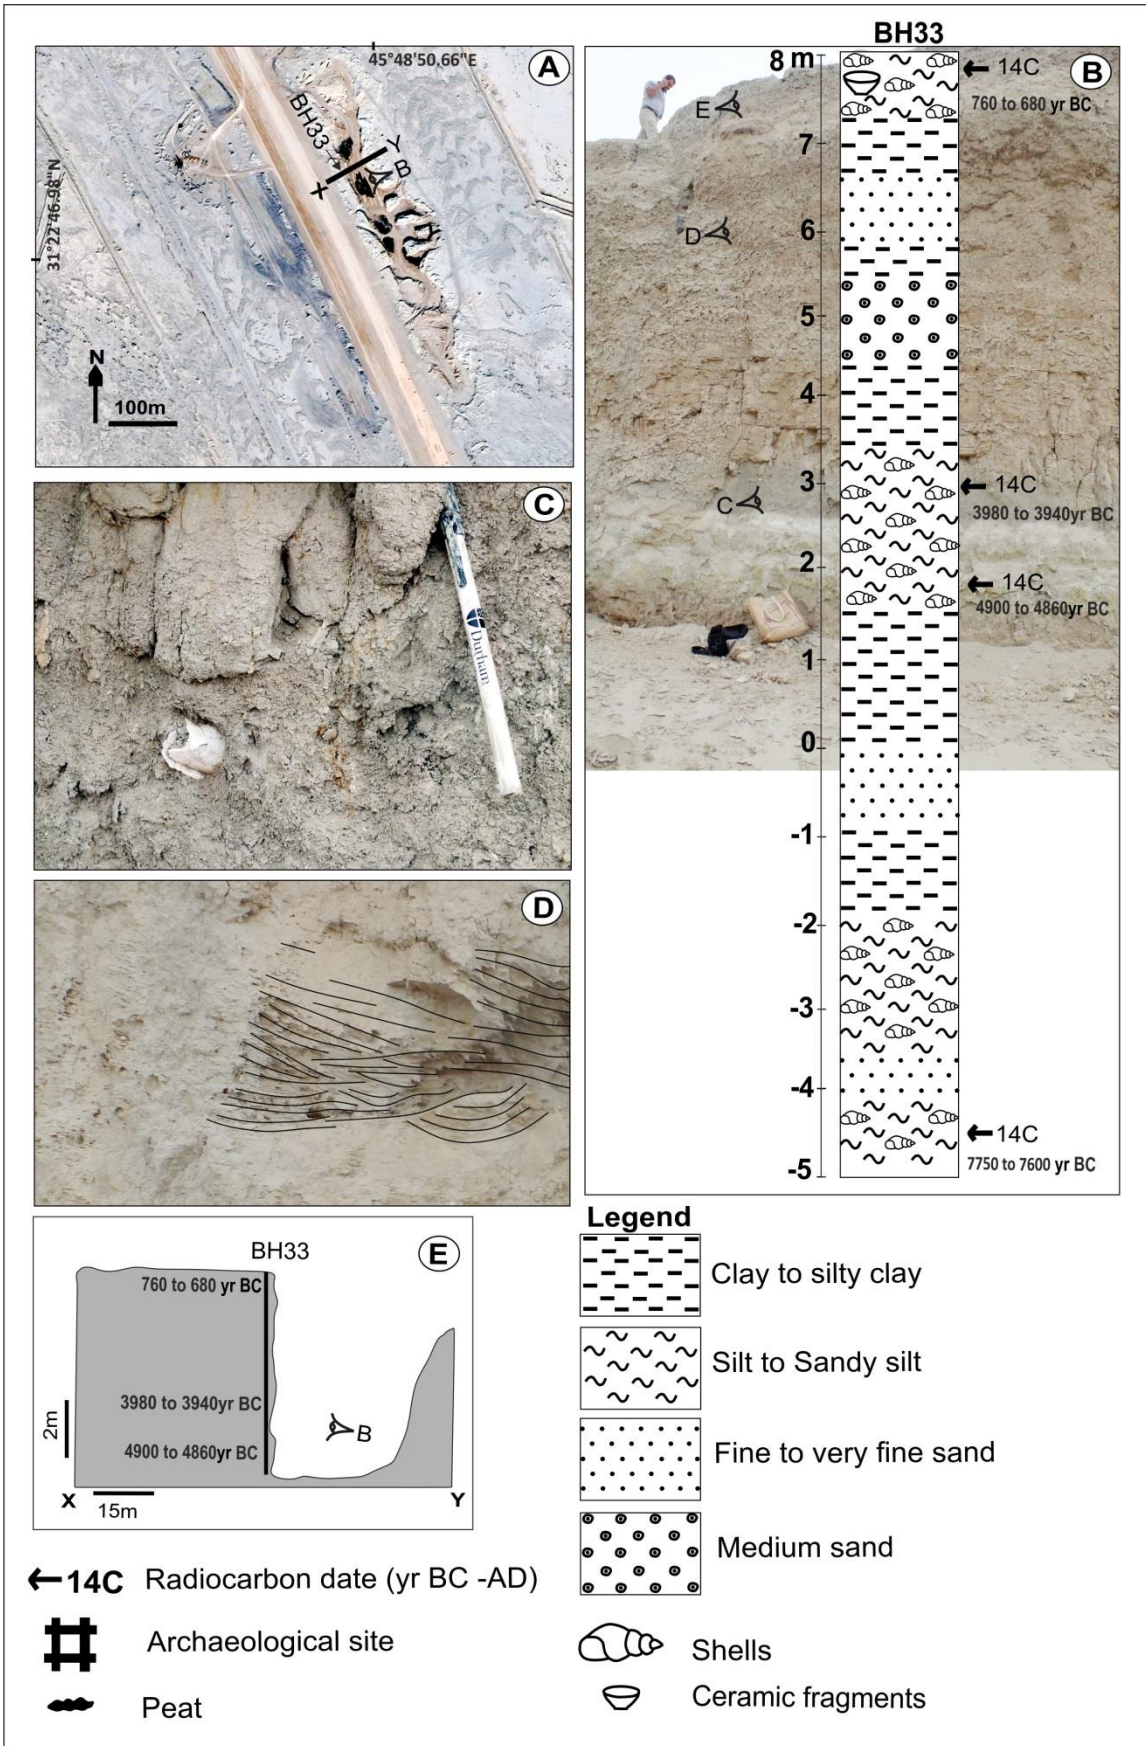 A
45°48'50.66"E
31°22'46.98"N
BH33
X
Y
B
N
100m
BH33
B
8 m
7
6
5
4
3
2
1
0
-1
-2
-3
-4
-5
E
D
C
14C
760 to 680 yr BC
14C
3980 to 3940yr BC
14C
4900 to 4860yr BC
14C
7750 to 7600 yr BC
C
Durham
D
E
BH33
760 to 680 yr BC
3980 to 3940yr BC
4900 to 4860yr BC
B
2m
X
Y
15m
Legend
Clay to silty clay
Silt to Sandy silt
Fine to very fine sand
Medium sand
14C Radiocarbon date (yr BC -AD)
Archaeological site
Peat
Shells
Ceramic fragments